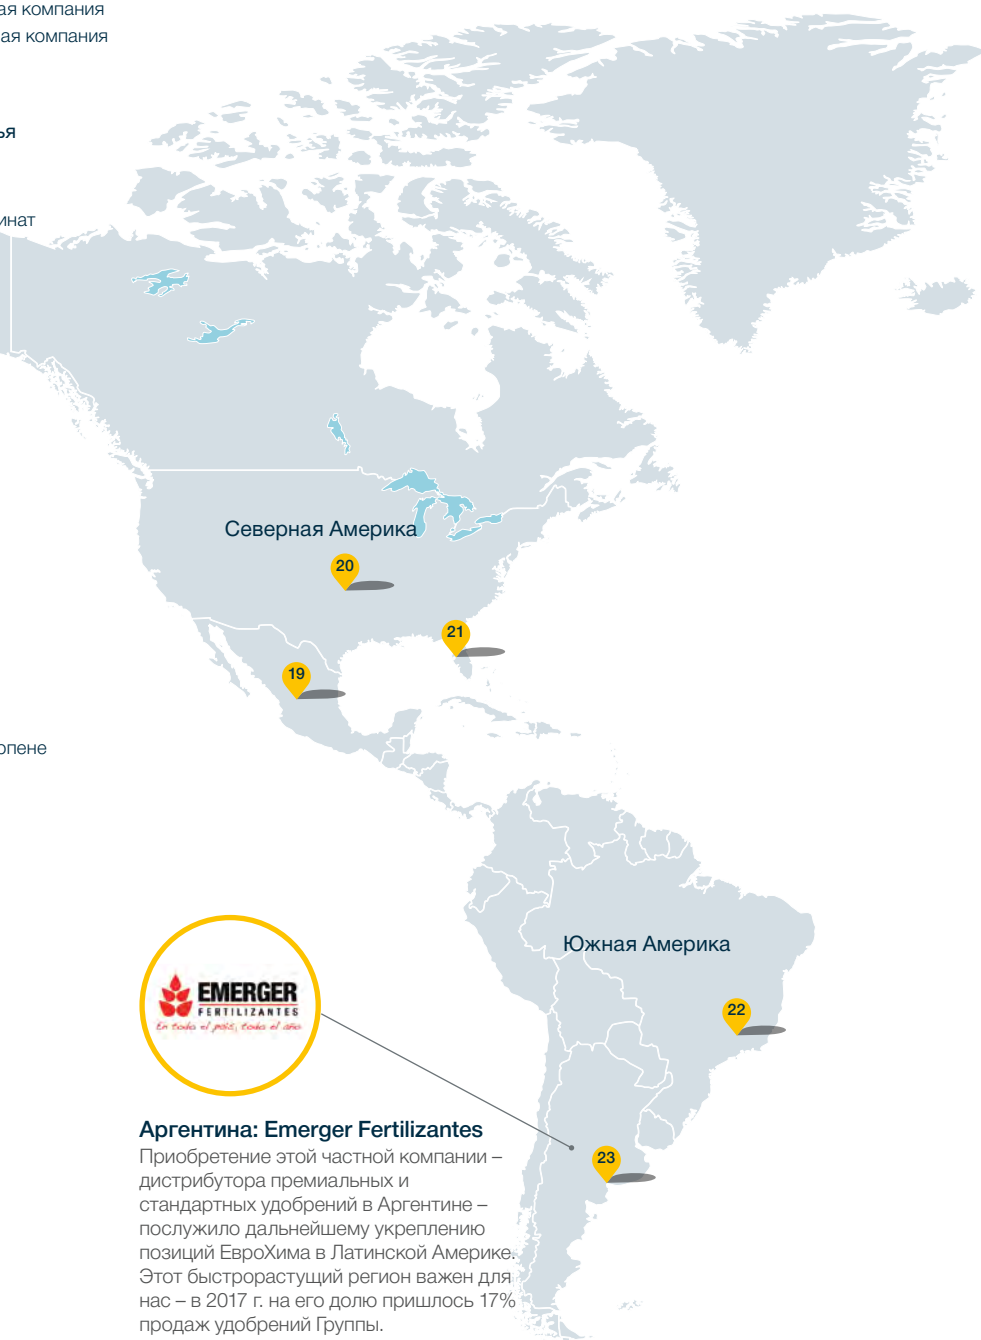 ая компания
ая компания
ья
инат
Северная Америка
20
21
19
опене
Южная Америка
22
EMERGER
FERTILIZANTES
En todo el país, todo el año
23
Аргентина: Emerger Fertilizantes
Приобретение этой частной компании –
дистрибутора премиальных и
стандартных удобрений в Аргентине –
послужило дальнейшему укреплению
позиций ЕвроХима в Латинской Америке.
Этот быстрорастущий регион важен для
нас – в 2017 г. на его долю пришлось 17%
продаж удобрений Группы.